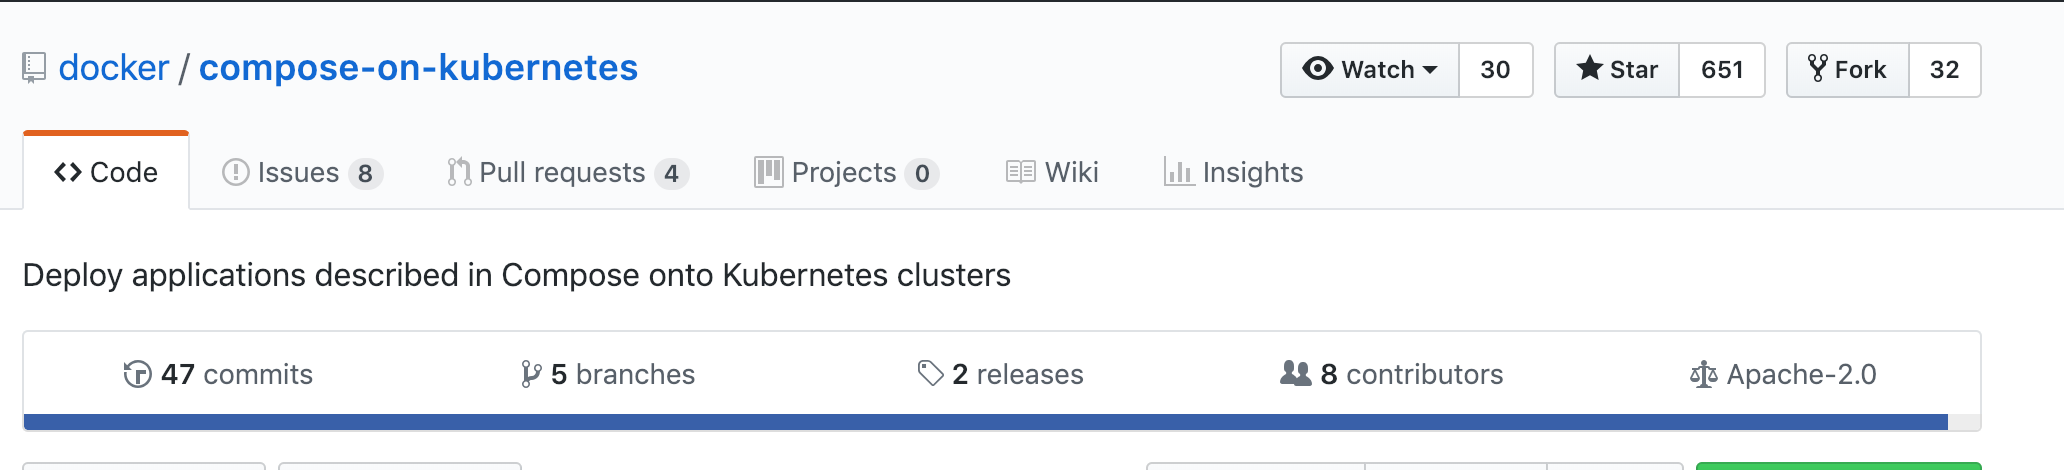 docker / compose-on-kubernetes Watch 30 Star 651 Fork 32
Code Issues 8 Pull requests 4 Projects 0 Wiki Insights
Deploy applications described in Compose onto Kubernetes clusters
47 commits 5 branches 2 releases 8 contributors Apache-2.0